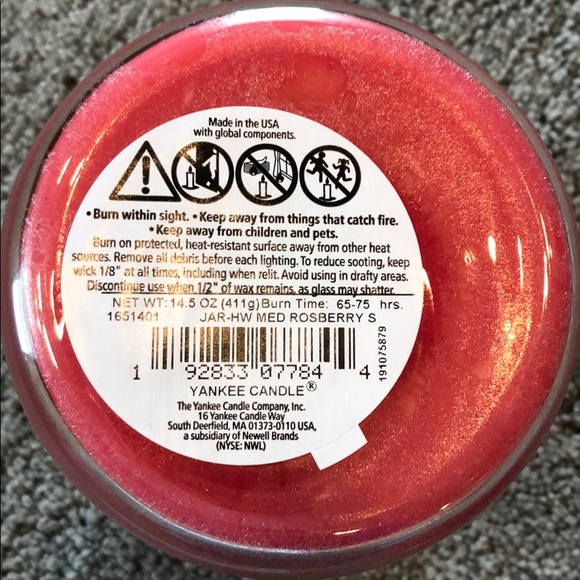 Made in the USA
with global components.
• Burn within sight. • Keep away from things that catch fire.
• Keep away from children and pets.
Burn on protected, heat-resistant surface away from other heat
sources. Remove all debris before each lighting. To reduce sooting, keep
wick 1/8" at all times, including when relit. Avoid using in drafty areas.
Discontinue use when 1/2" of wax remains, as glass may shatter.
NET WT: 14.5 OZ (411g) Burn Time: 65-75 hrs.
1651401 JAR-HW MED ROSBERRY S
191075879
1 92833 07784 4
YANKEE CANDLE®
The Yankee Candle Company, Inc.
16 Yankee Candle Way
South Deerfield, MA 01373-0110 USA,
a subsidiary of Newell Brands
(NYSE: NWL)